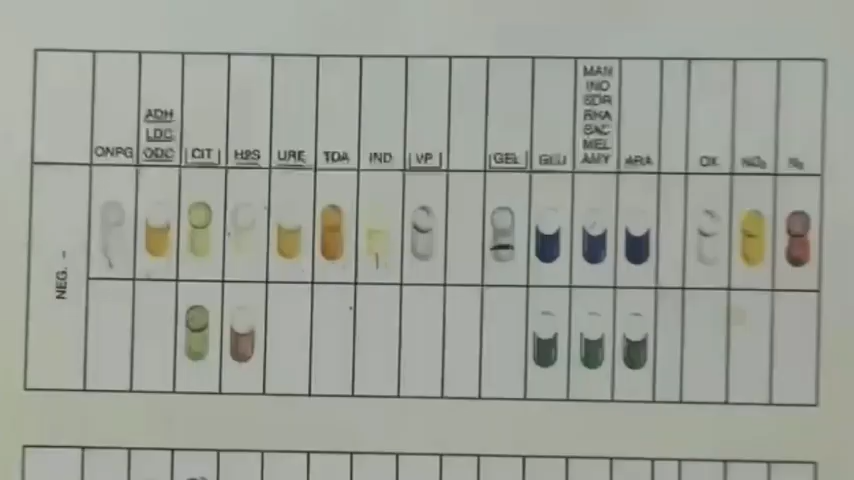 MAN
INO
SOR
RHA
SAC
MEL
AMY
ADH
LDC
ODC
ONPG
CIT
H2S
URE
TDA
IND
VP
GEL
GLU
ARA
OX
NO₂
N₂
NEG. -